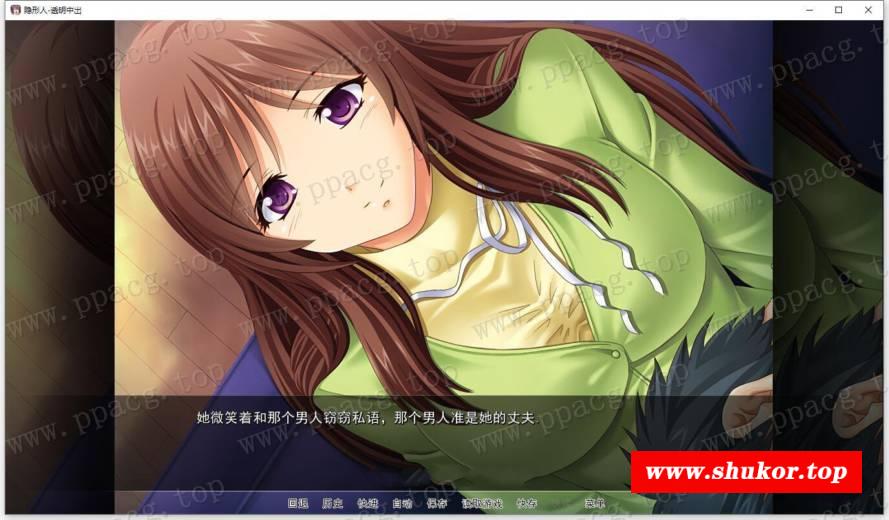 隐形人-透明中出
www.ppacg.top
她微笑着和那个男人窃窃私语，那个男人准是她的丈夫.
www.shukor.top
回退 历史 快进 自动 保存 读取游戏 快存 菜单